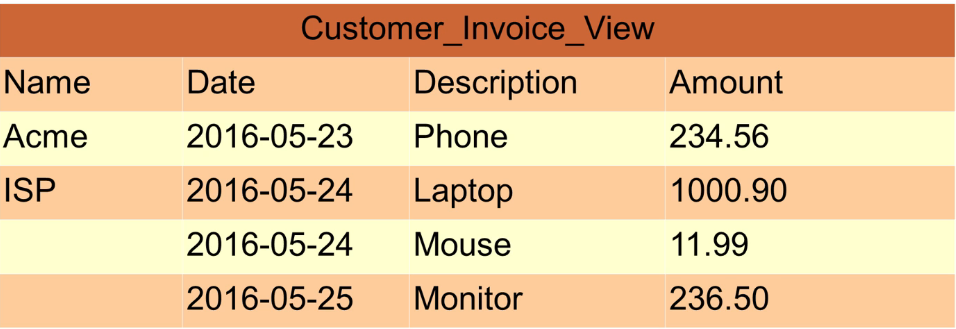 Customer_Invoice_View
Name Date Description Amount
Acme 2016-05-23 Phone 234.56
ISP 2016-05-24 Laptop 1000.90
2016-05-24 Mouse 11.99
2016-05-25 Monitor 236.50